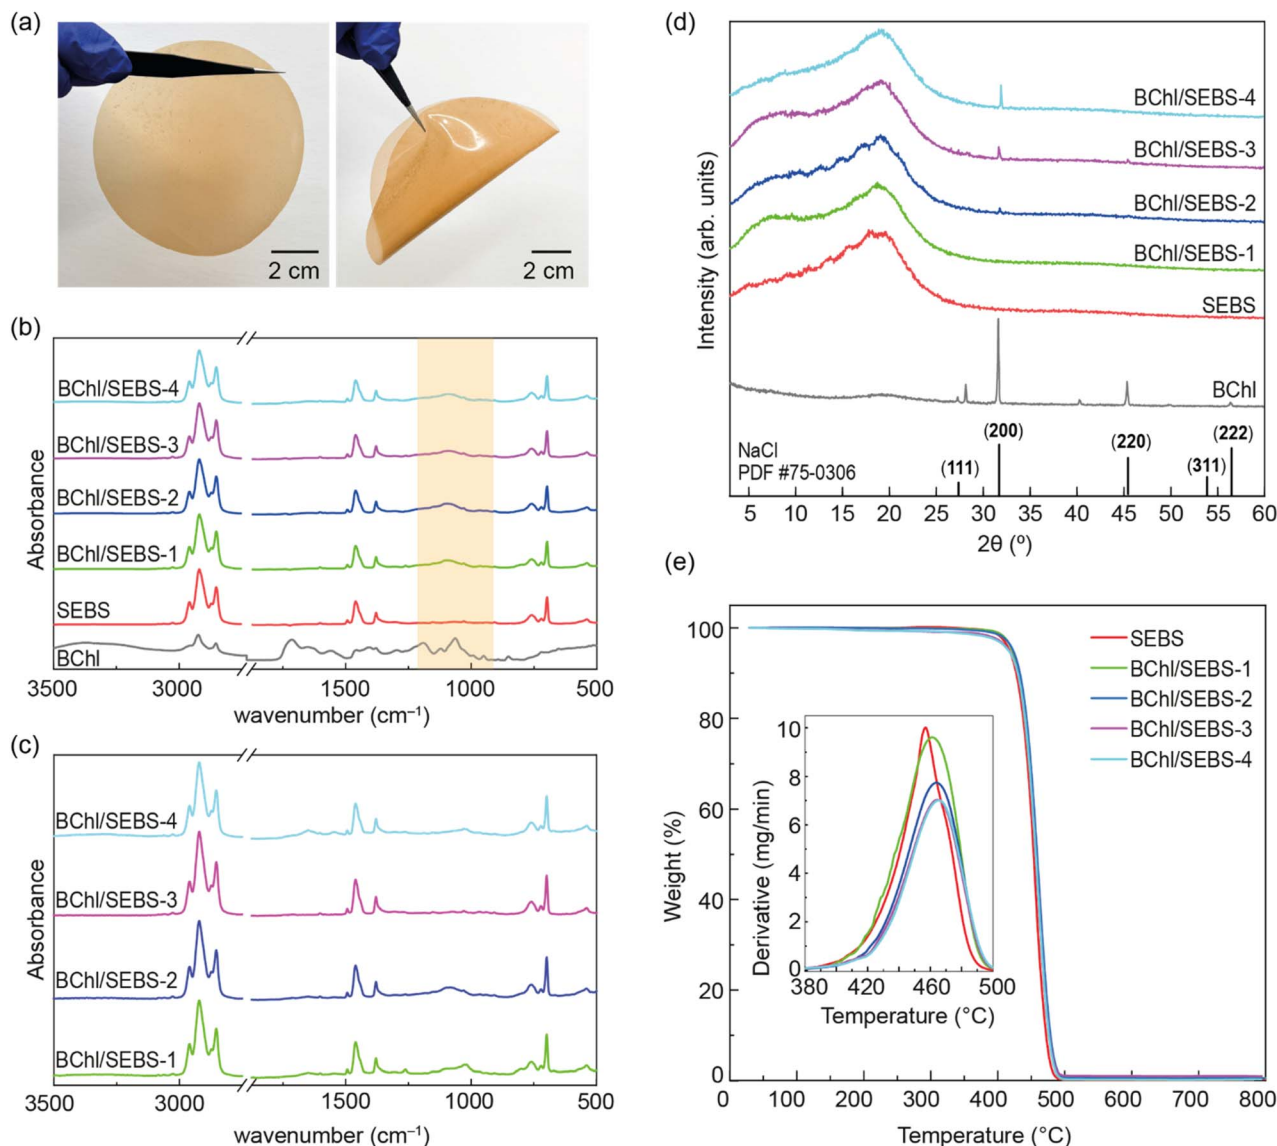 (a)
2 cm
2 cm
(b)
BChl/SEBS-4
BChl/SEBS-3
BChl/SEBS-2
BChl/SEBS-1
SEBS
BChl
Absorbance
3500
3000
1500
1000
500
wavenumber (cm⁻¹)
(c)
BChl/SEBS-4
BChl/SEBS-3
BChl/SEBS-2
BChl/SEBS-1
Absorbance
3500
3000
1500
1000
500
wavenumber (cm⁻¹)
(d)
BChl/SEBS-4
BChl/SEBS-3
BChl/SEBS-2
BChl/SEBS-1
SEBS
BChl
Intensity (arb. units)
NaCl
PDF #75-0306
(111)
(200)
(220)
(311)
(222)
5 10 15 20 25 30 35 40 45 50 55 60
2θ (º)
(e)
100
80
60
40
20
0
Weight (%)
SEBS
BChl/SEBS-1
BChl/SEBS-2
BChl/SEBS-3
BChl/SEBS-4
10
8
6
4
2
0
Derivative (mg/min)
380 420 460 500
Temperature (°C)
0 100 200 300 400 500 600 700 800
Temperature (°C)